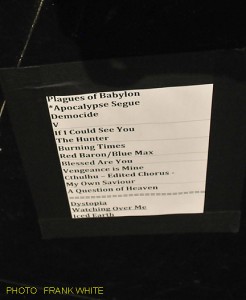 Plagues of Babylon
*Apocalypse Segue
Democide
V
If I Could See You
The Hunter
Burning Times
Red Baron/Blue Max
Blessed Are You
Vengeance is Mine
Cthulhu - Edited Chorus -
My Own Saviour
A Question of Heaven
==============================
Dystopia
Watching Over Me
Iced Earth
PHOTO : FRANK WHITE